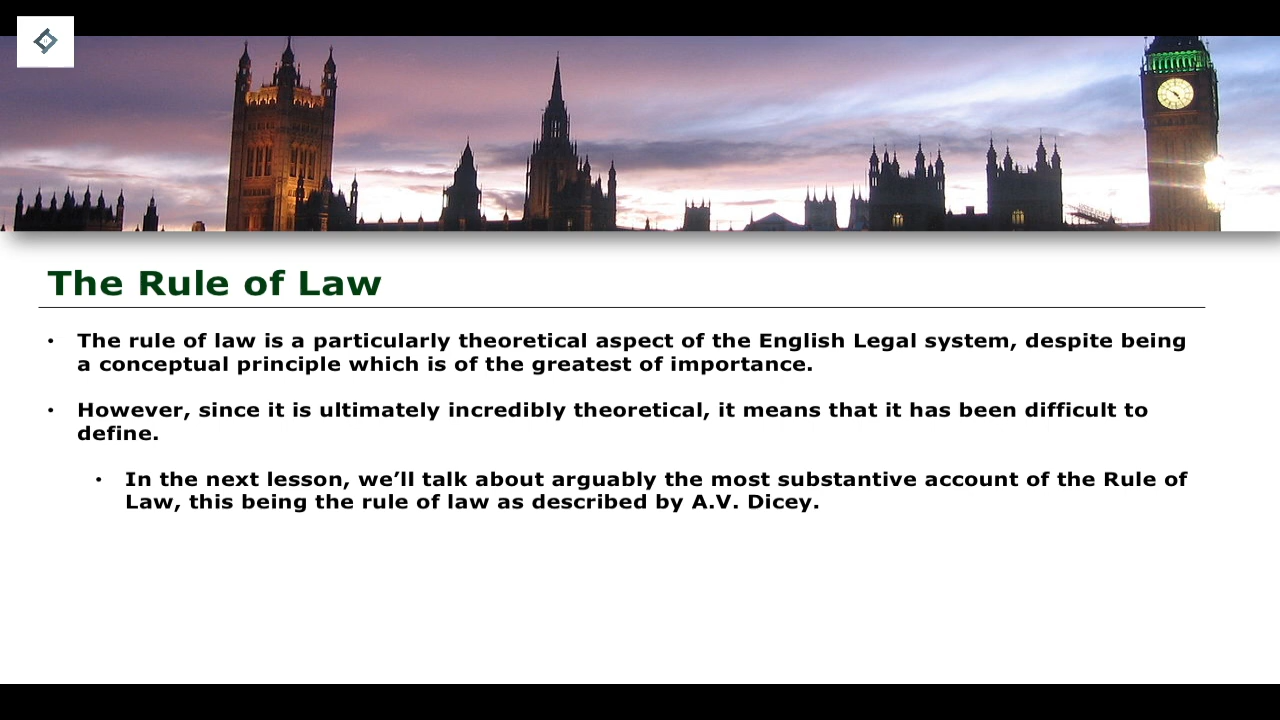 The Rule of Law
• The rule of law is a particularly theoretical aspect of the English Legal system, despite being
a conceptual principle which is of the greatest of importance.
• However, since it is ultimately incredibly theoretical, it means that it has been difficult to
define.
• In the next lesson, we’ll talk about arguably the most substantive account of the Rule of
Law, this being the rule of law as described by A.V. Dicey.